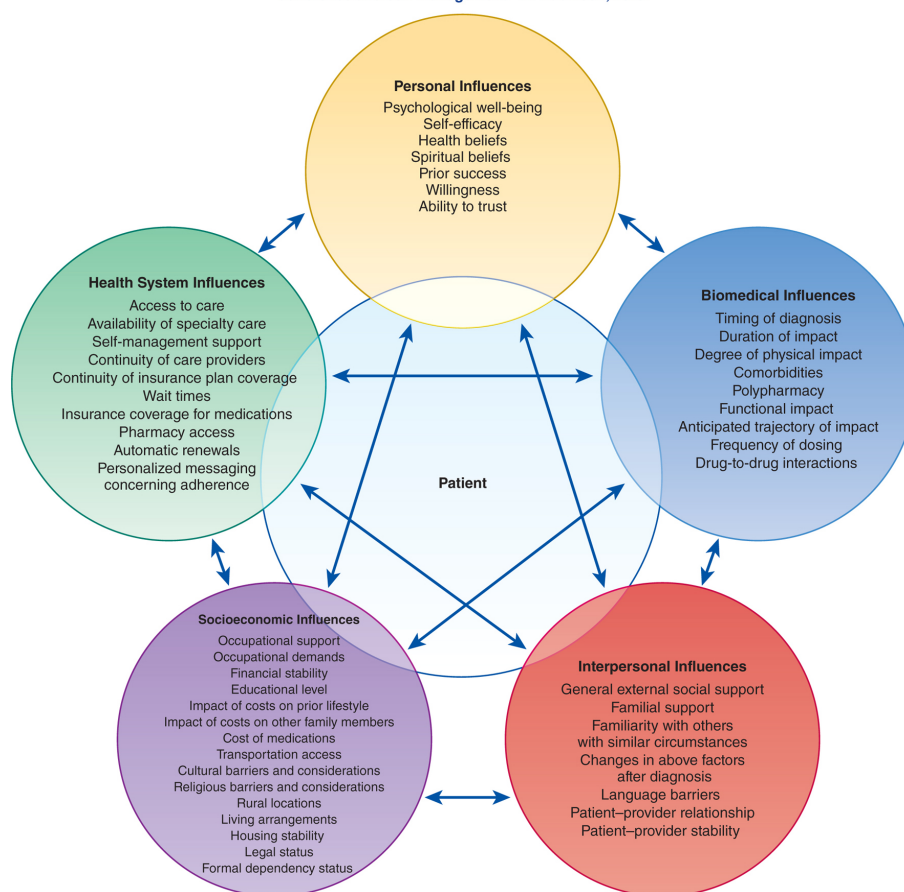 Personal Influences
Psychological well-being
Self-efficacy
Health beliefs
Spiritual beliefs
Prior success
Willingness
Ability to trust
Health System Influences
Access to care
Availability of specialty care
Self-management support
Continuity of care providers
Continuity of insurance plan coverage
Wait times
Insurance coverage for medications
Pharmacy access
Automatic renewals
Personalized messaging
concerning adherence
Biomedical Influences
Timing of diagnosis
Duration of impact
Degree of physical impact
Comorbidities
Polypharmacy
Functional impact
Anticipated trajectory of impact
Frequency of dosing
Drug-to-drug interactions
Patient
Socioeconomic Influences
Occupational support
Occupational demands
Financial stability
Educational level
Impact of costs on prior lifestyle
Impact of costs on other family members
Cost of medications
Transportation access
Cultural barriers and considerations
Religious barriers and considerations
Rural locations
Living arrangements
Housing stability
Legal status
Formal dependency status
Interpersonal Influences
General external social support
Familial support
Familiarity with others
with similar circumstances
Changes in above factors
after diagnosis
Language barriers
Patient–provider relationship
Patient–provider stability